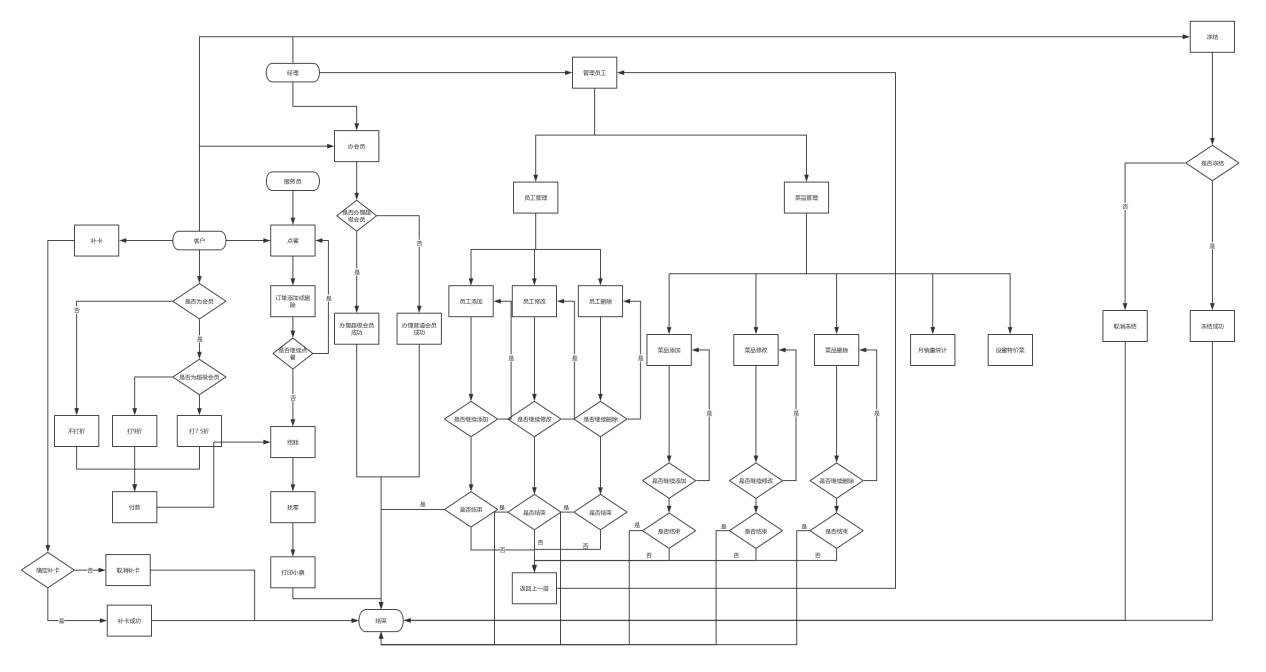 冻结
经理
管理员工
办会员
是否冻结
服务员
员工管理
菜品管理
是否办理超
级会员
否
补卡
客户
点餐
否
是
是
是否为会员
订单添加或删
除
是
员工添加
员工修改
员工删除
否
办理超级会员
成功
办理普通会员
成功
取消冻结
冻结成功
是
是否继续点
餐
菜品添加
菜品修改
菜品删除
月销量统计
设置特价菜
是
是
是
是否为超级会员
否
是
是
是
不打折
打9折
打7.5折
是否继续添加
是否继续修改
是否继续删除
结账
是否继续添加
是否继续修改
是否继续删除
付款
找零
是
是否结束
是
是否结束
是
是否结束
是
是否结束
是
是否结束
是
是否结束
否
否
否
否
否
否
确定补卡
否
取消补卡
打印小票
返回上一层
是
补卡成功
结束